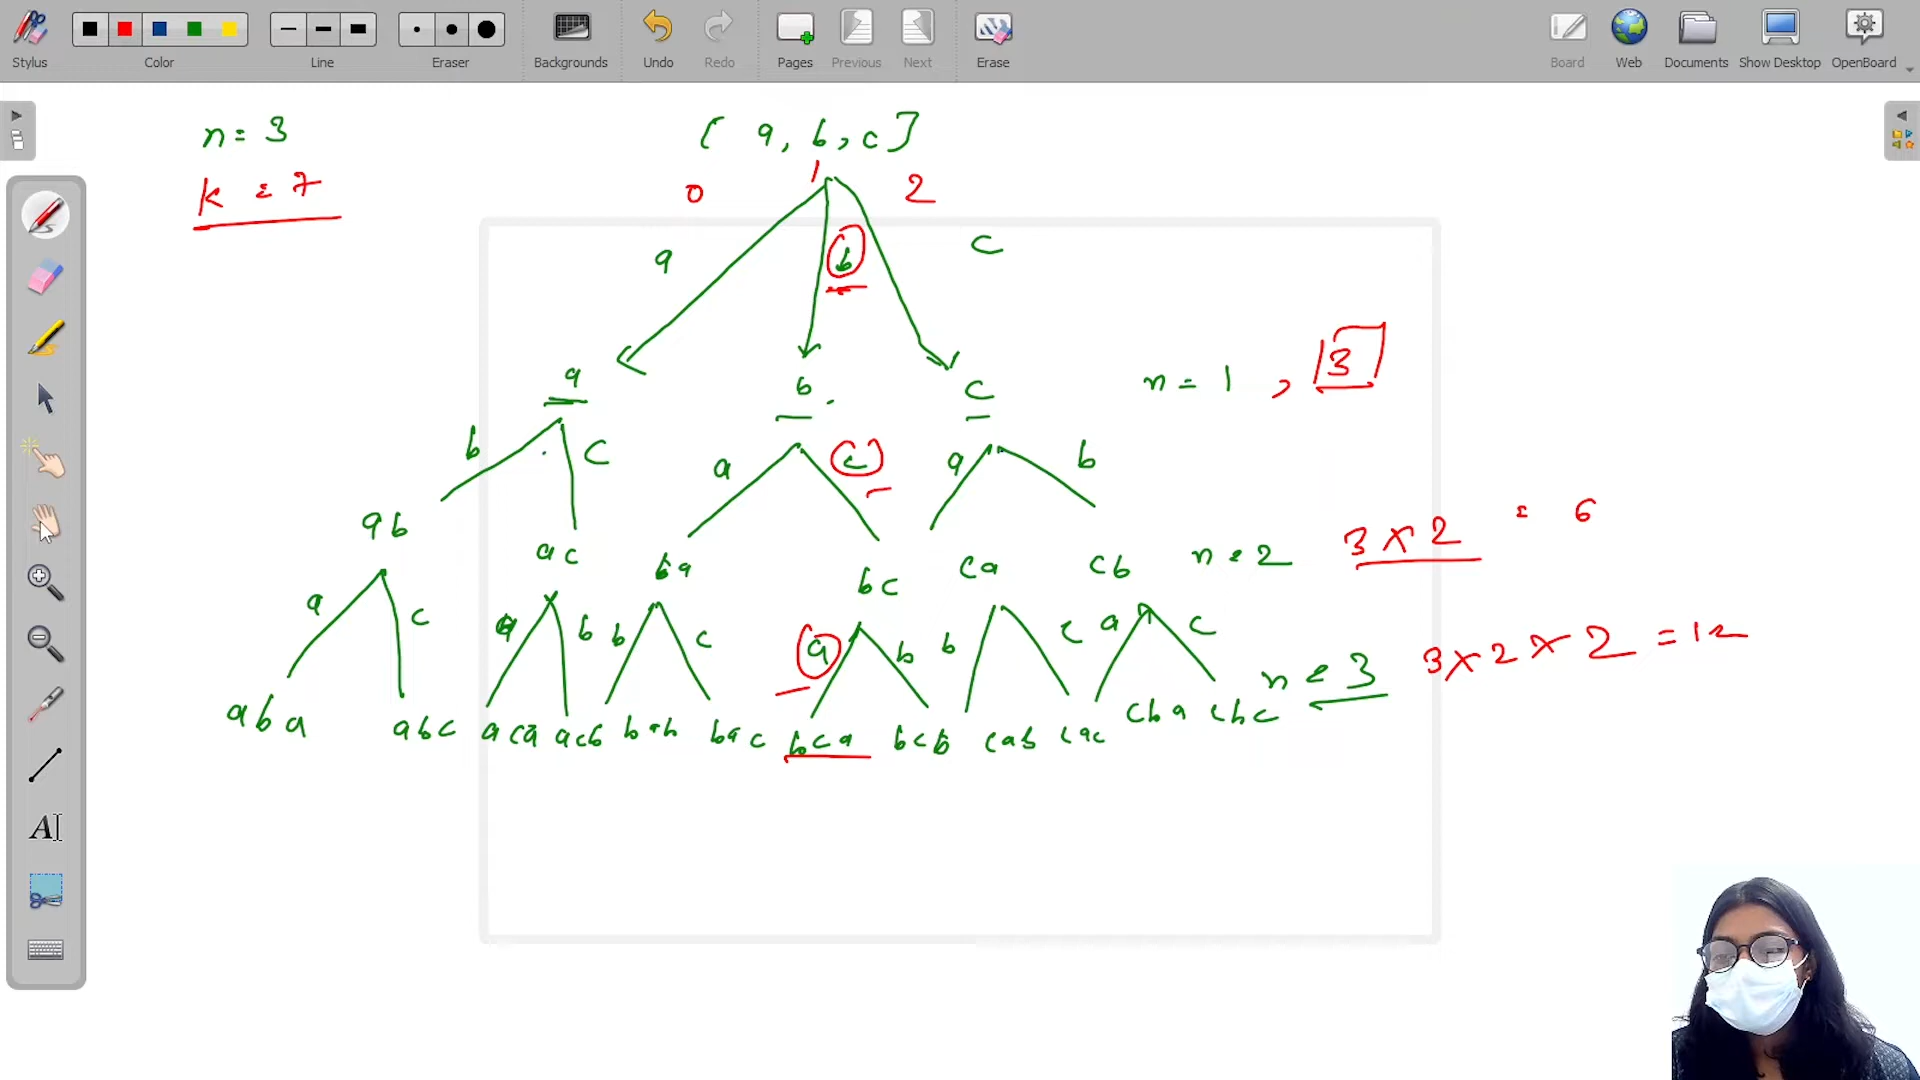 Stylus
Color
Line
Eraser
Backgrounds
Undo
Redo
Pages
Previous
Next
Erase
Board
Web
Documents
Show Desktop
OpenBoard
n = 3
[ a, b, c ]
k = 7
0 1 2
a b c
a b c
n = 1 , 3
b c a c a b
ab ac ba bc ca cb
n = 2 3 x 2 = 6
a c a b b c a b b c a c
n = 3 3 x 2 x 2 = 12
aba abc aca acb bab bac bca bcb cab cac cba cbc
A